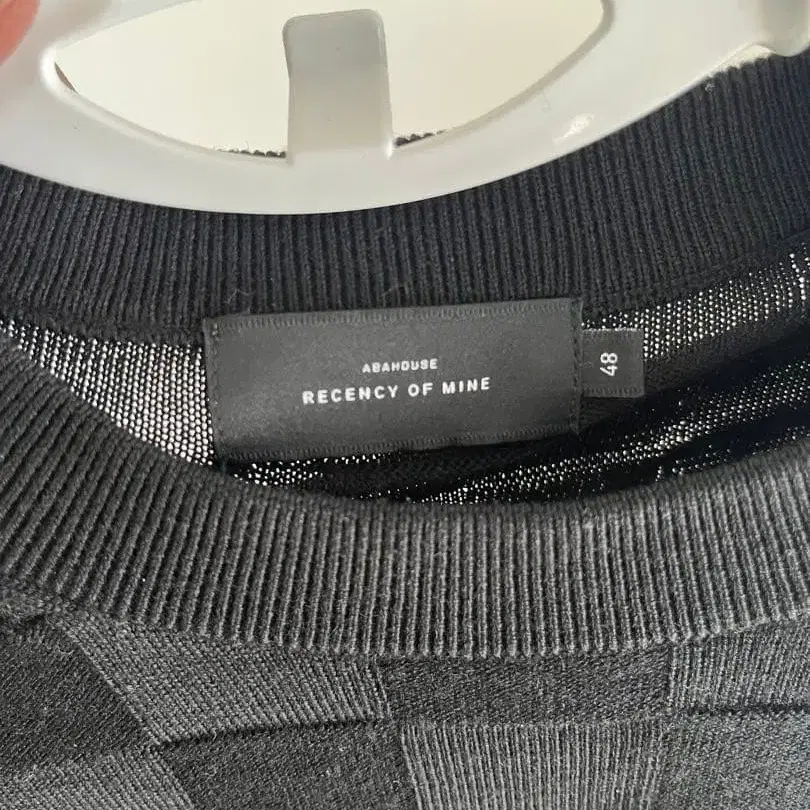 ABAHOUSE
RECENCY OF MINE
48